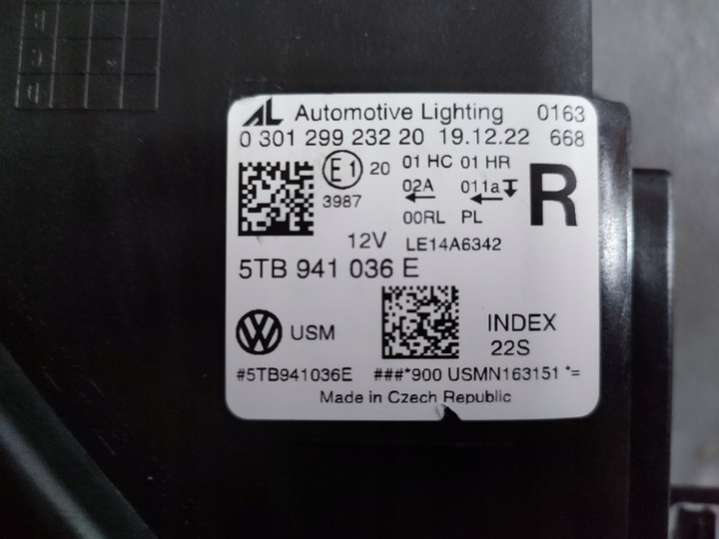 AL Automotive Lighting 0163
0 301 299 232 20 19.12.22 668
E1 20 01 HC 01 HR R
3987 02A 011a
00RL PL
12V LE14A6342
5TB 941 036 E
VW USM INDEX
22S
#5TB941036E ###*900 USMN163151 *=
Made in Czech Republic